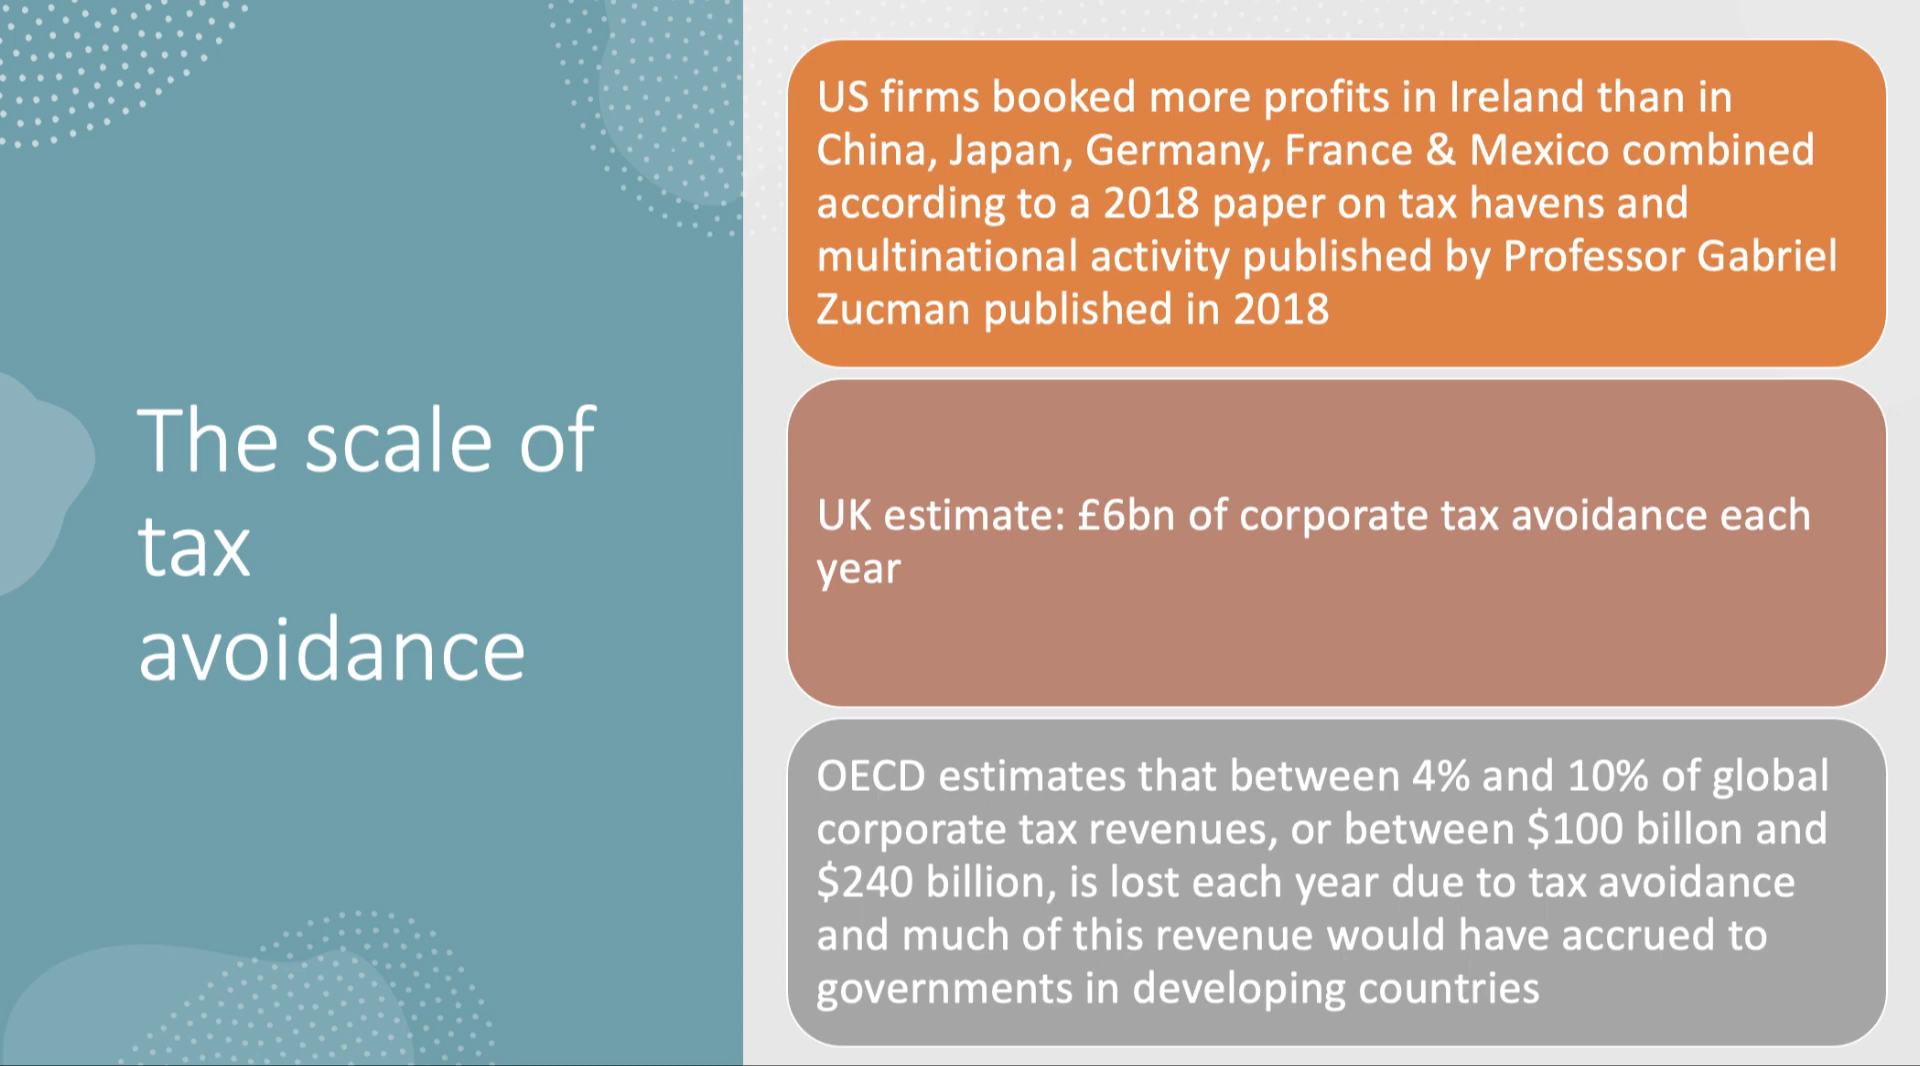 The scale of
tax
avoidance
US firms booked more profits in Ireland than in
China, Japan, Germany, France & Mexico combined
according to a 2018 paper on tax havens and
multinational activity published by Professor Gabriel
Zucman published in 2018
UK estimate: £6bn of corporate tax avoidance each
year
OECD estimates that between 4% and 10% of global
corporate tax revenues, or between $100 billon and
$240 billion, is lost each year due to tax avoidance
and much of this revenue would have accrued to
governments in developing countries